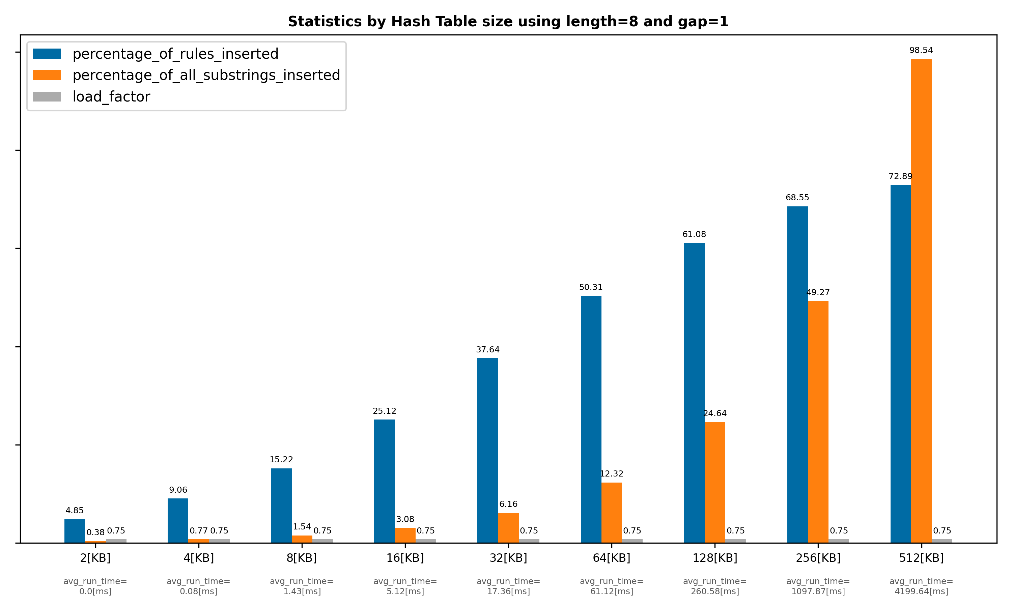 Statistics by Hash Table size using length=8 and gap=1
percentage_of_rules_inserted
percentage_of_all_substrings_inserted
load_factor
4.85 0.38 0.75
9.06 0.77 0.75
15.22 1.54 0.75
25.12 3.08 0.75
37.64 6.16 0.75
50.31 12.32 0.75
61.08 24.64 0.75
68.55 49.27 0.75
72.89 98.54 0.75
2[KB] 4[KB] 8[KB] 16[KB] 32[KB] 64[KB] 128[KB] 256[KB] 512[KB]
avg_run_time= avg_run_time= avg_run_time= avg_run_time= avg_run_time= avg_run_time= avg_run_time= avg_run_time= avg_run_time=
0.0[ms] 0.08[ms] 1.43[ms] 5.12[ms] 17.36[ms] 61.12[ms] 260.58[ms] 1097.87[ms] 4199.64[ms]